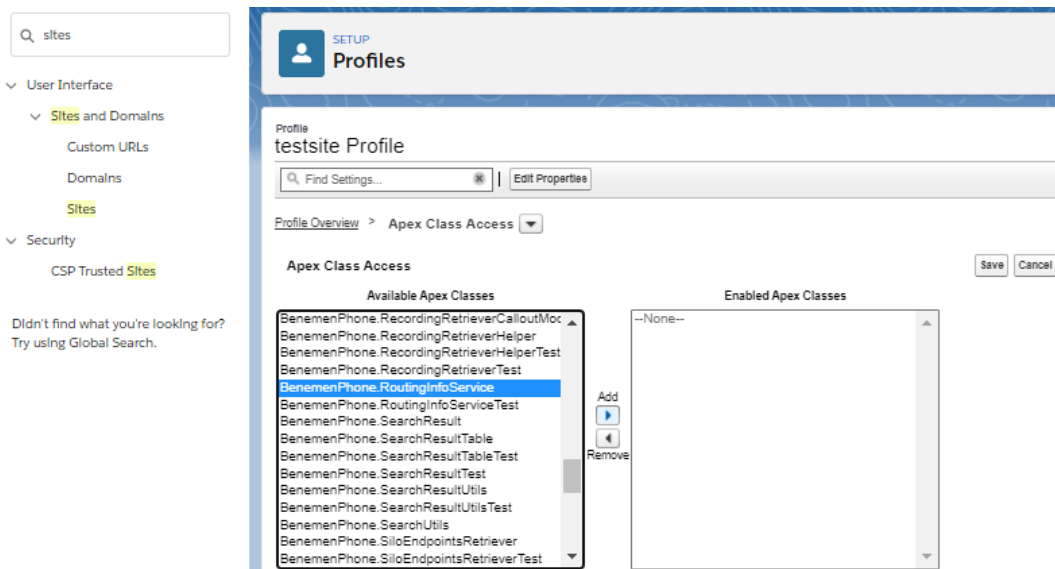 sites
User Interface
Sites and Domains
Custom URLs
Domains
Sites
Security
CSP Trusted Sites
Didn't find what you're looking for?
Try using Global Search.
SETUP
Profiles
Profile
testsite Profile
Find Settings...
Edit Properties
Profile Overview > Apex Class Access
Apex Class Access
Save Cancel
Available Apex Classes
BenemenPhone.RecordingRetrieverCalloutMoc
BenemenPhone.RecordingRetrieverHelper
BenemenPhone.RecordingRetrieverHelperTest
BenemenPhone.RecordingRetrieverTest
BenemenPhone.RoutingInfoService
BenemenPhone.RoutingInfoServiceTest
BenemenPhone.SearchResult
BenemenPhone.SearchResultTable
BenemenPhone.SearchResultTableTest
BenemenPhone.SearchResultTest
BenemenPhone.SearchResultUtils
BenemenPhone.SearchResultUtilsTest
BenemenPhone.SearchUtils
BenemenPhone.SiloEndpointsRetriever
BenemenPhone.SiloEndpointsRetrieverTest
Add
Remove
Enabled Apex Classes
--None--